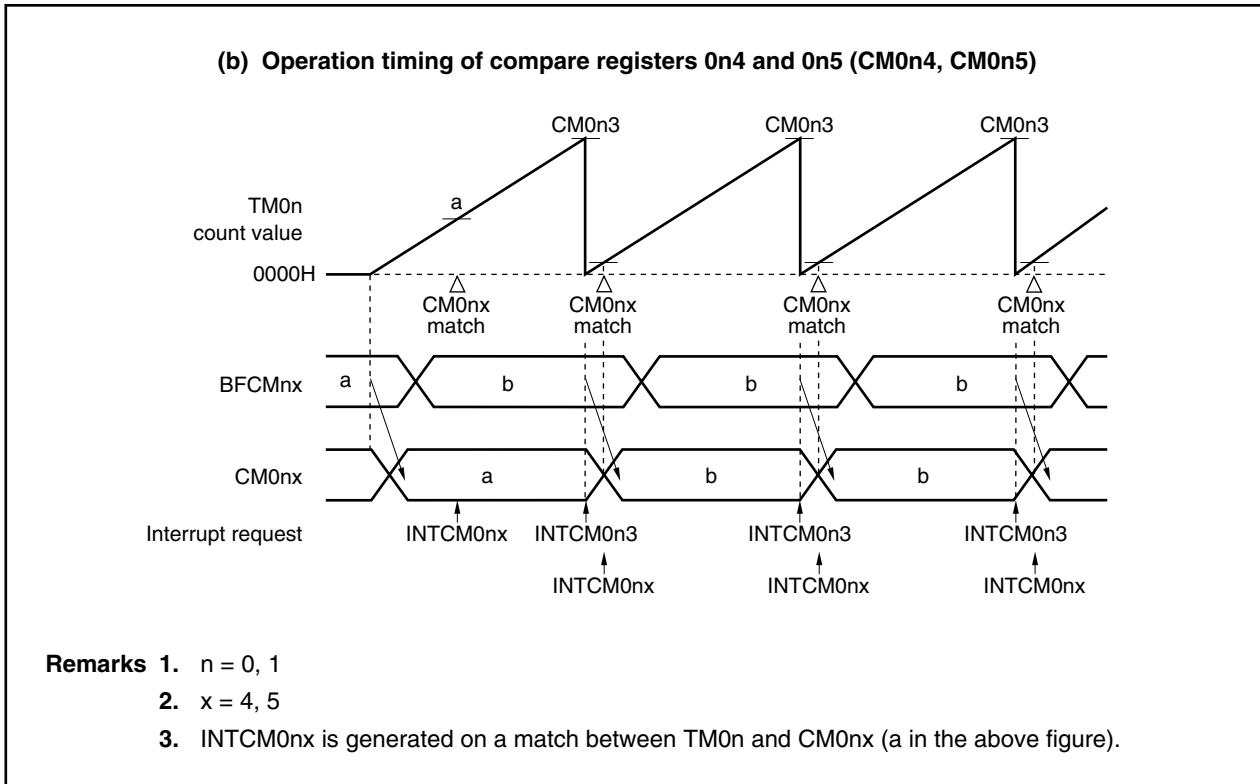 (b) Operation timing of compare registers 0n4 and 0n5 (CM0n4, CM0n5)
CM0n3 CM0n3 CM0n3
TM0n
count value
a
0000H
CM0nx
match
CM0nx
match
CM0nx
match
CM0nx
match
BFCMnx a b b b
CM0nx a b b
Interrupt request INTCM0nx INTCM0n3 INTCM0n3 INTCM0n3
INTCM0nx INTCM0nx INTCM0nx
Remarks 1. n = 0, 1
2. x = 4, 5
3. INTCM0nx is generated on a match between TM0n and CM0nx (a in the above figure).